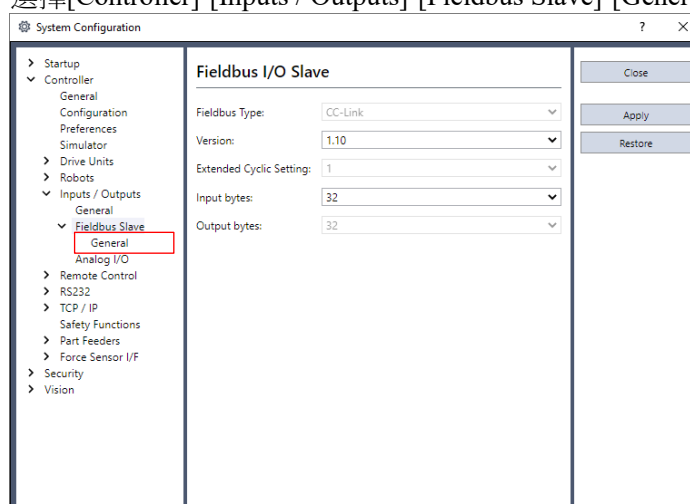 選擇[Controller]-[Inputs / Outputs]-[Fieldbus Slave]-[Gener
System Configuration
? ×
Startup
Controller
General
Configuration
Preferences
Simulator
Drive Units
Robots
Inputs / Outputs
General
Fieldbus Slave
General
Analog I/O
Remote Control
RS232
TCP / IP
Safety Functions
Part Feeders
Force Sensor I/F
Security
Vision
Fieldbus I/O Slave
Fieldbus Type: CC-Link
Version: 1.10
Extended Cyclic Setting: 1
Input bytes: 32
Output bytes: 32
Close
Apply
Restore